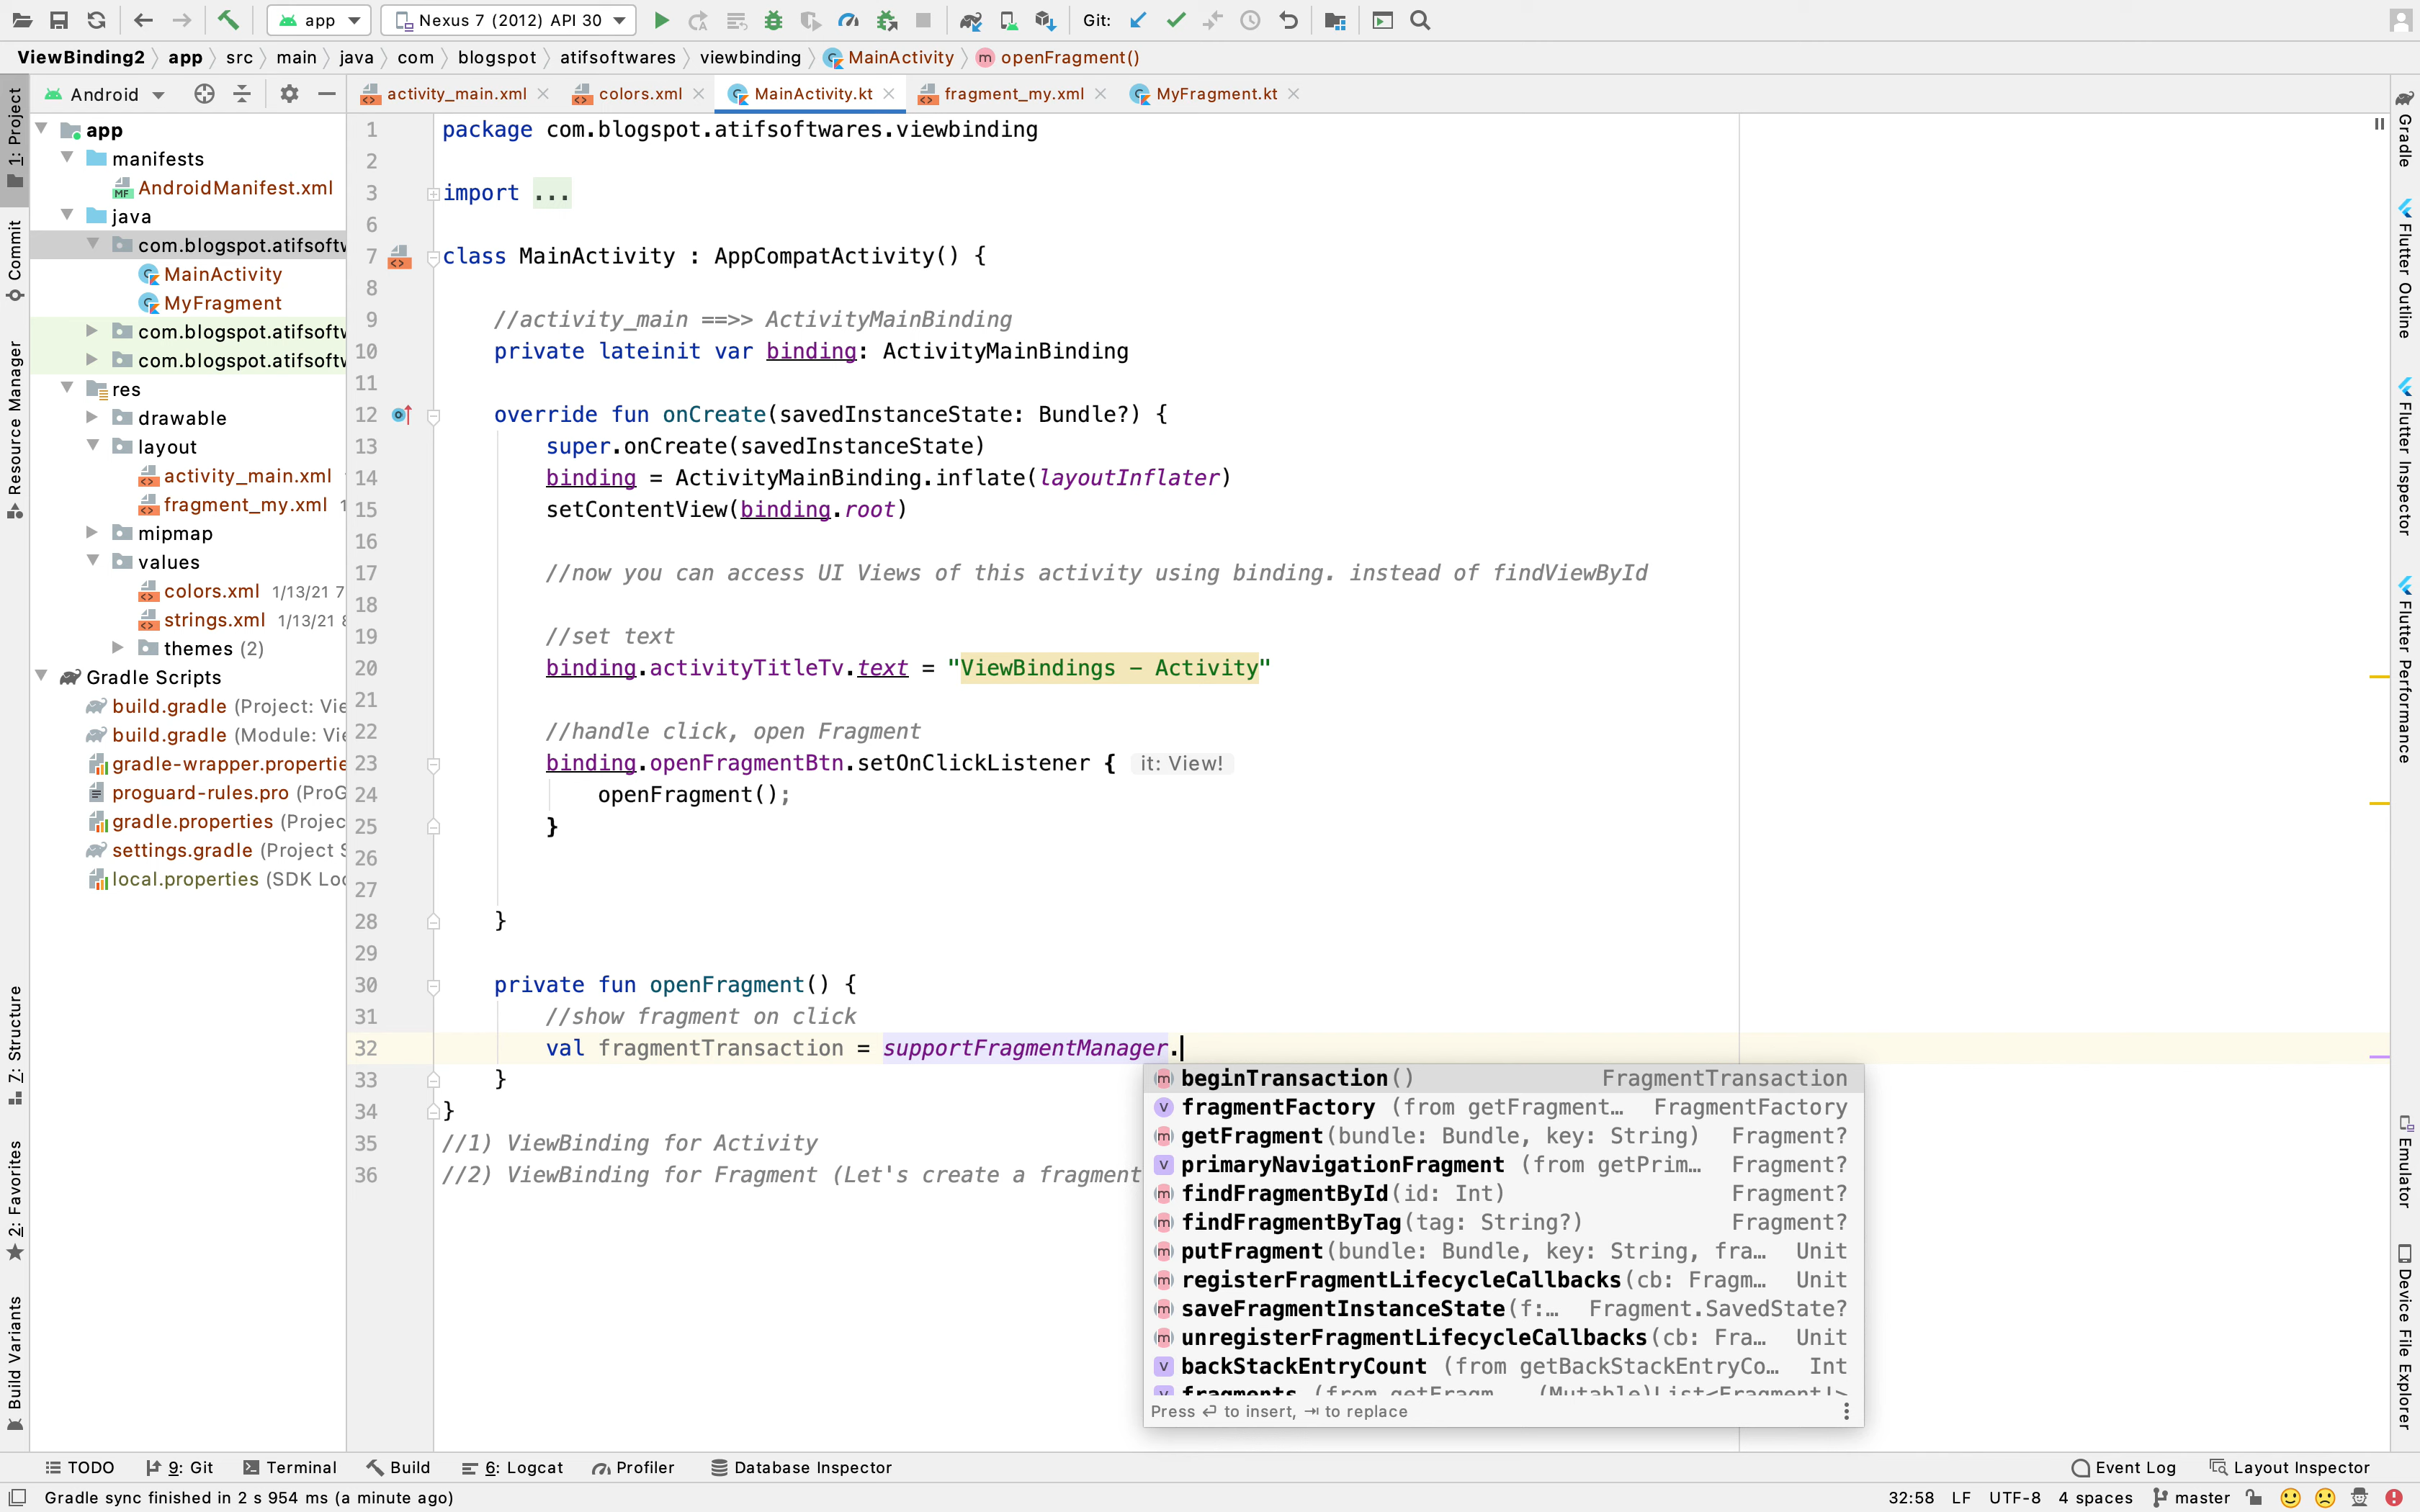 app
Nexus 7 (2012) API 30
Git:
ViewBinding2 app src main java com blogspot atifsoftwares viewbinding MainActivity m openFragment()
Android
activity_main.xml
colors.xml
MainActivity.kt
fragment_my.xml
MyFragment.kt
1: Project
Commit
Resource Manager
7: Structure
2: Favorites
Build Variants
app
manifests
MF AndroidManifest.xml
java
com.blogspot.atifsoftw
MainActivity
MyFragment
com.blogspot.atifsoftw
com.blogspot.atifsoftw
res
drawable
layout
activity_main.xml
fragment_my.xml 1
mipmap
values
colors.xml 1/13/21 7
strings.xml 1/13/21 8
themes (2)
Gradle Scripts
build.gradle (Project: Vie
build.gradle (Module: Vie
gradle-wrapper.propertie
proguard-rules.pro (ProG
gradle.properties (Projec
settings.gradle (Project S
local.properties (SDK Loc
1 package com.blogspot.atifsoftwares.viewbinding
2
3 import ...
6
7 class MainActivity : AppCompatActivity() {
8
9 //activity_main ==>> ActivityMainBinding
10 private lateinit var binding: ActivityMainBinding
11
12 override fun onCreate(savedInstanceState: Bundle?) {
13 super.onCreate(savedInstanceState)
14 binding = ActivityMainBinding.inflate(layoutInflater)
15 setContentView(binding.root)
16
17 //now you can access UI Views of this activity using binding. instead of findViewById
18
19 //set text
20 binding.activityTitleTv.text = "ViewBindings - Activity"
21
22 //handle click, open Fragment
23 binding.openFragmentBtn.setOnClickListener { it: View!
24 openFragment();
25 }
26
27
28 }
29
30 private fun openFragment() {
31 //show fragment on click
32 val fragmentTransaction = supportFragmentManager.
33 }
34 }
35 //1) ViewBinding for Activity
36 //2) ViewBinding for Fragment (Let's create a fragment
m beginTransaction() FragmentTransaction
v fragmentFactory (from getFragment… FragmentFactory
m getFragment(bundle: Bundle, key: String) Fragment?
v primaryNavigationFragment (from getPrim… Fragment?
m findFragmentById(id: Int) Fragment?
m findFragmentByTag(tag: String?) Fragment?
m putFragment(bundle: Bundle, key: String, fra… Unit
m registerFragmentLifecycleCallbacks(cb: Fragm… Unit
m saveFragmentInstanceState(f:… Fragment.SavedState?
m unregisterFragmentLifecycleCallbacks(cb: Fra… Unit
v backStackEntryCount (from getBackStackEntryCo… Int
v fragments (from getFragm… (Mutable)List<Fragment!>
Press ↩ to insert, ⇥ to replace
Gradle
Flutter Outline
Flutter Inspector
Flutter Performance
Emulator
Device File Explorer
TODO
9: Git
Terminal
Build
6: Logcat
Profiler
Database Inspector
Event Log
Layout Inspector
Gradle sync finished in 2 s 954 ms (a minute ago)
32:58 LF UTF-8 4 spaces master